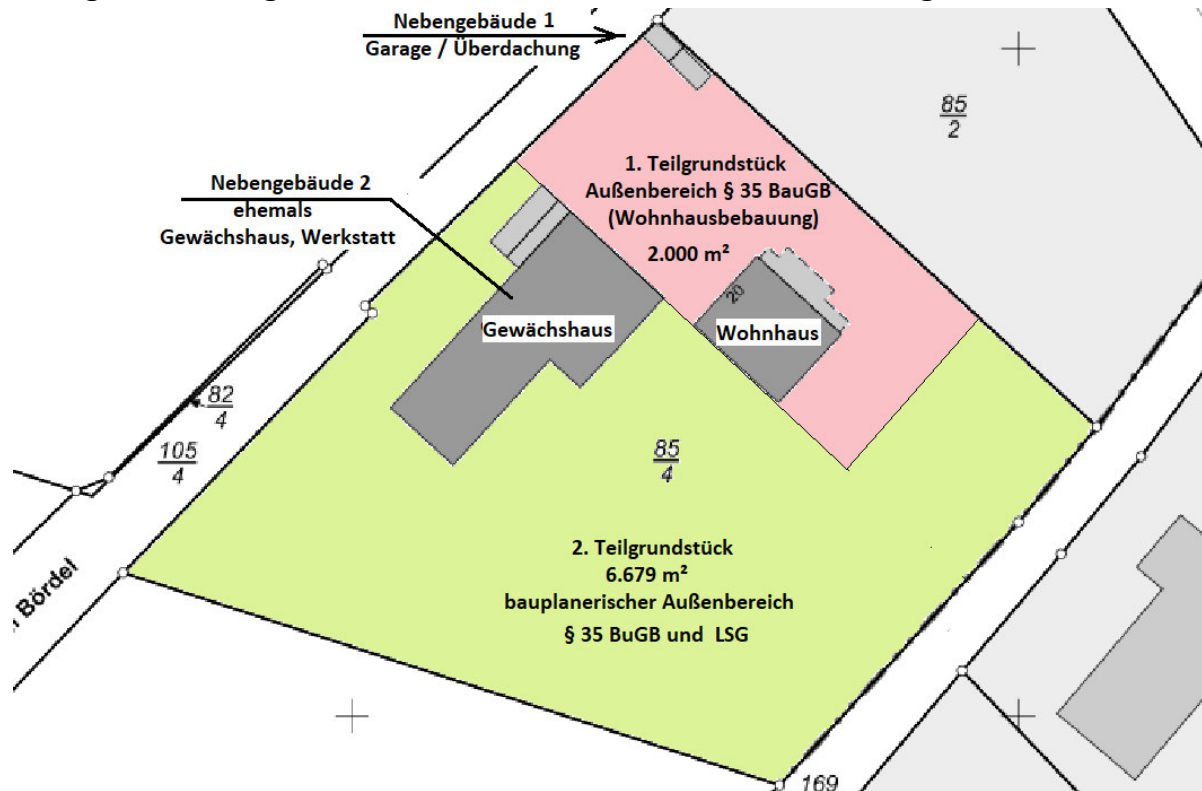 Nebengebäude 1
Garage / Überdachung
85
2
1. Teilgrundstück
Außenbereich § 35 BauGB
(Wohnhausbebauung)
2.000 m²
Nebengebäude 2
ehemals
Gewächshaus, Werkstatt
20
Gewächshaus
Wohnhaus
82
4
105
4
85
4
2. Teilgrundstück
6.679 m²
bauplanerischer Außenbereich
§ 35 BuGB und LSG
Bördel
169